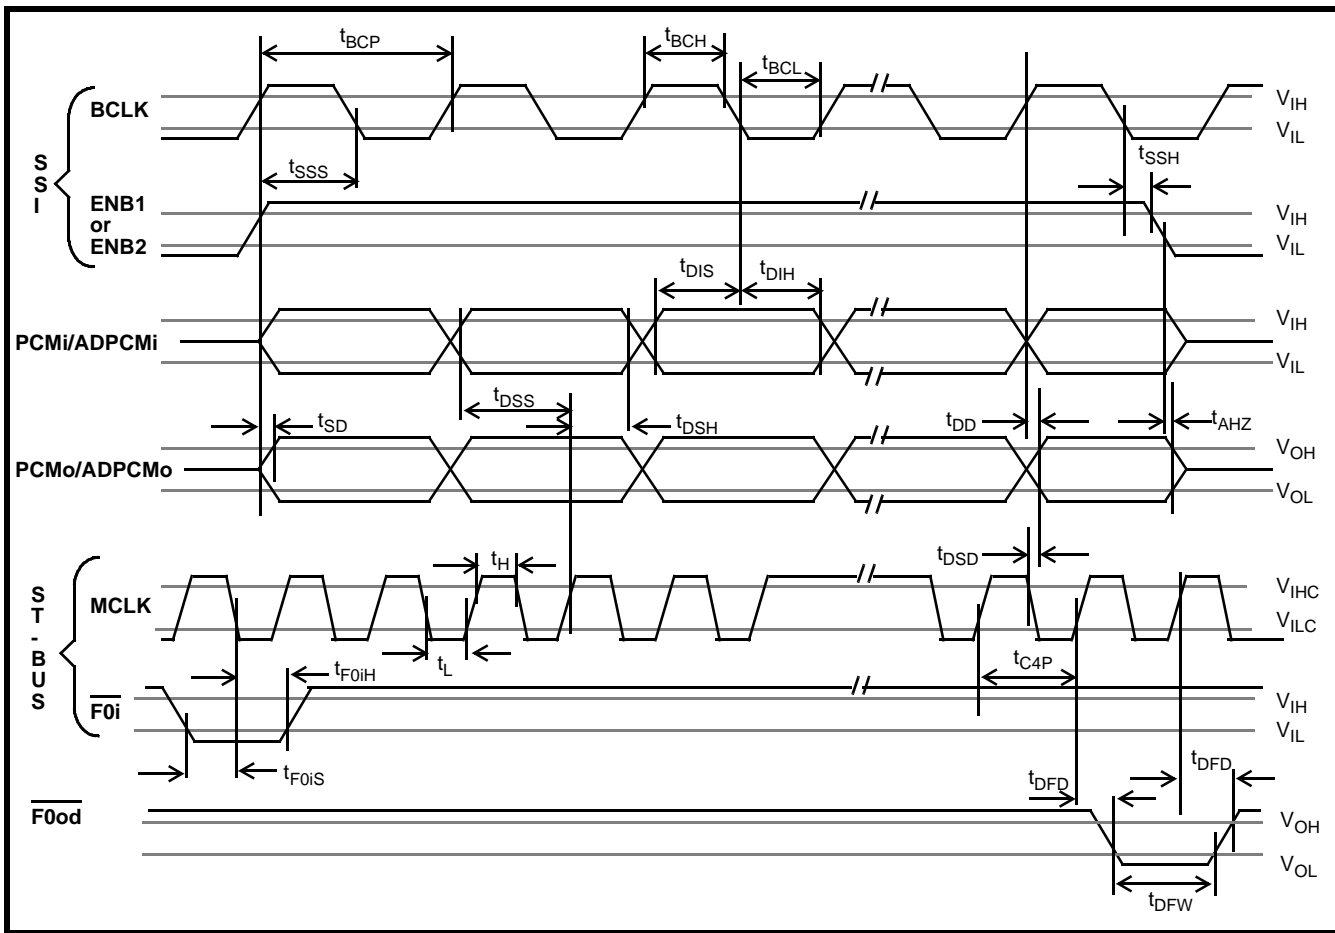 tBCP
tBCH
tBCL
BCLK
VIH
VIL
S
S
I
tSSS
tSSH
ENB1
or
ENB2
VIH
VIL
tDIS
tDIH
PCMi/ADPCMi
VIH
VIL
tDSS
tSD
tDSH
tDD
tAHZ
PCMo/ADPCMo
VOH
VOL
tH
tDSD
S
T
-
B
U
S
MCLK
VIHC
VILC
tL
tF0iH
tC4P
F0i
VIH
VIL
tF0iS
tDFD
tDFD
F0od
VOH
VOL
tDFW